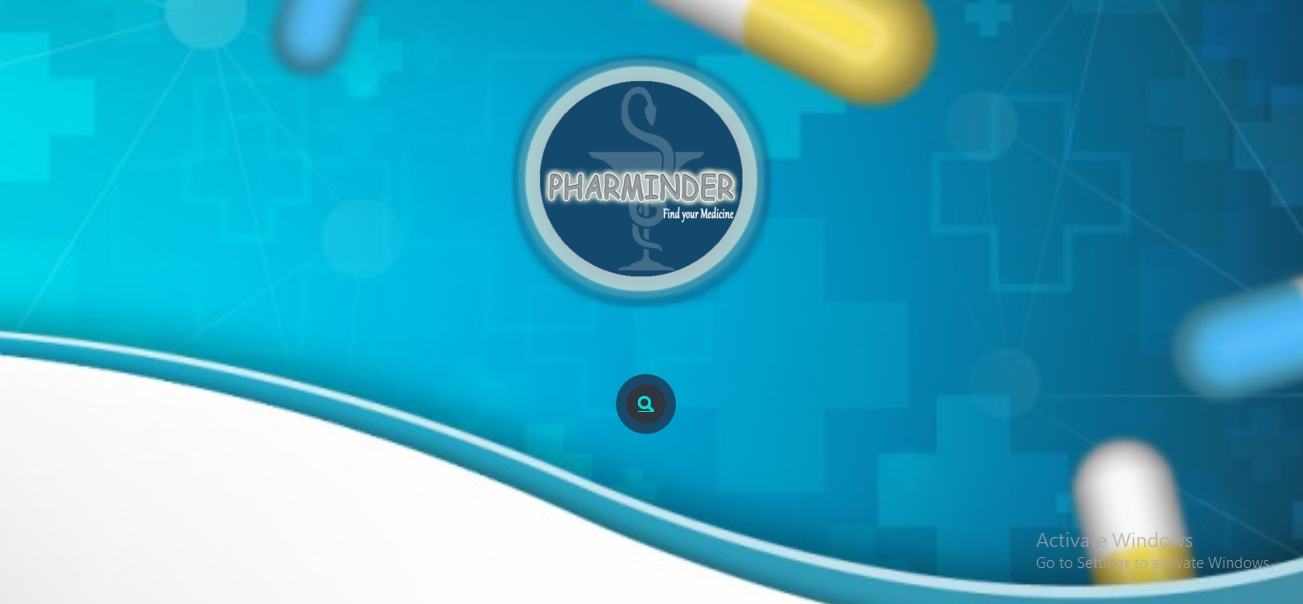 PHARMINDER
Find your Medicine
Activate Windows
Go to Settings to activate Windows.